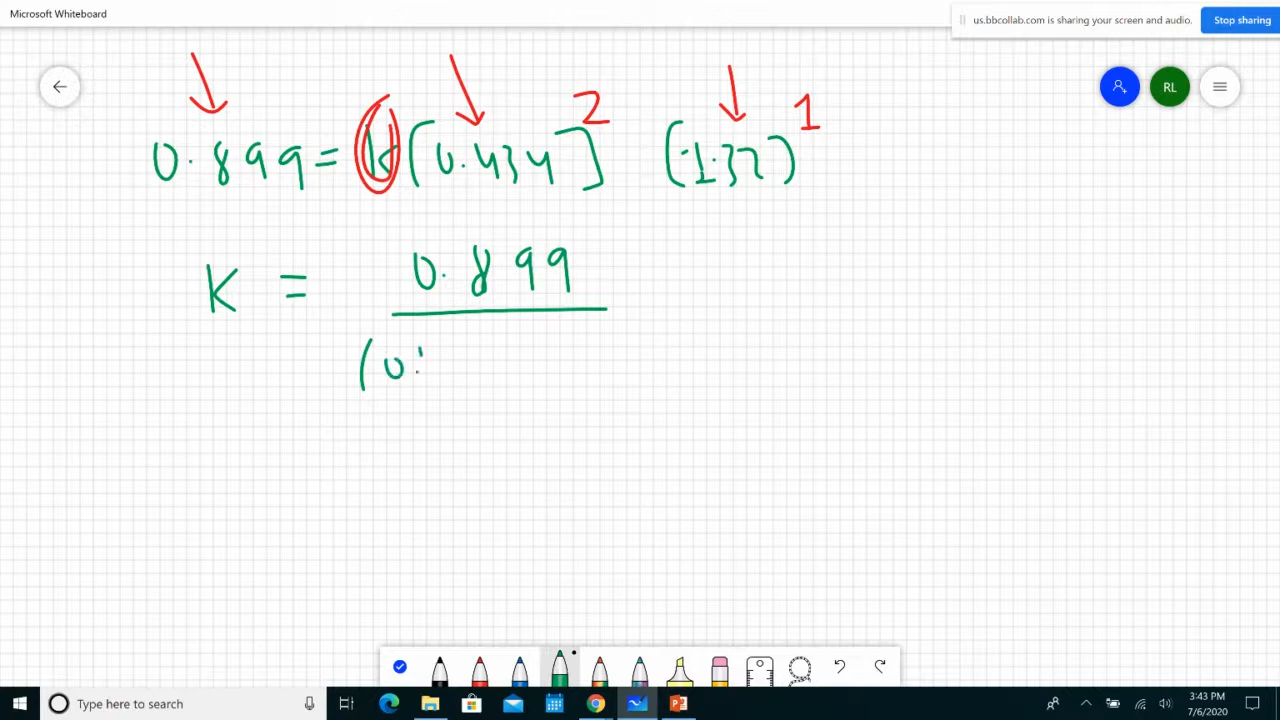 Microsoft Whiteboard
us.bbcollab.com is sharing your screen and audio. Stop sharing
RL
0.899 = K [0.434]² (1.32)¹
K = 0.899
(0.
Type here to search
3:43 PM
7/6/2020